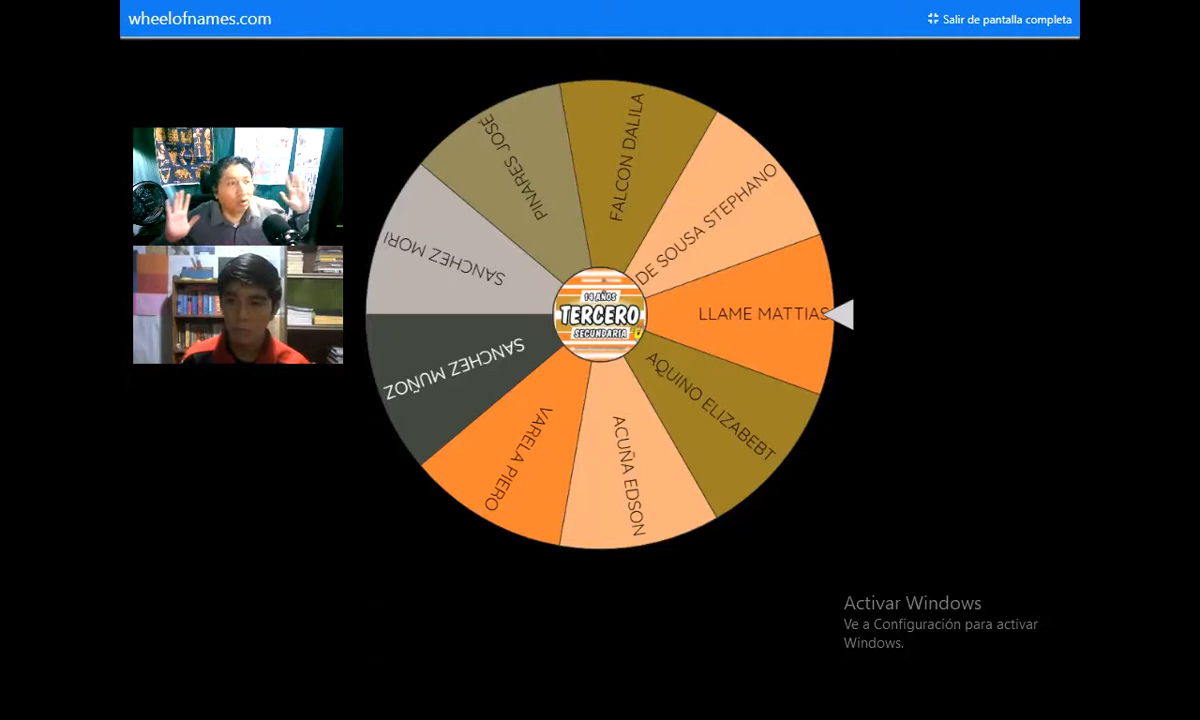 wheelofnames.com
Salir de pantalla completa
PINARES JOSÉ
FALCON DALILA
DE SOUSA STEPHANO
SANCHEZ MORI
LLAME MATTIAS
14 AÑOS
TERCERO
SECUNDARIA
SANCHEZ MUÑOZ
AQUINO ELIZABEBT
VARELA PIERO
ACUÑA EDSON
Activar Windows
Ve a Configuración para activar
Windows.